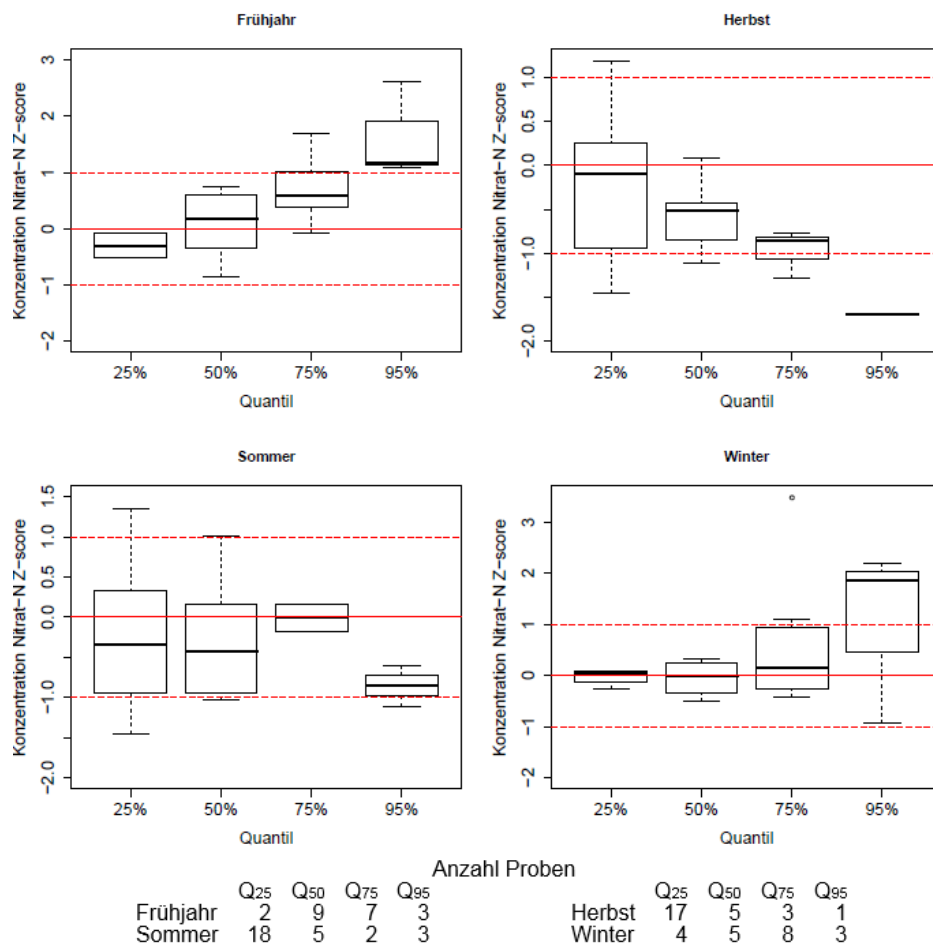 Frühjahr
Konzentration Nitrat-N Z-score
3
2
1
0
-1
-2
25% 50% 75% 95%
Quantil
Herbst
Konzentration Nitrat-N Z-score
1.0
0.5
0.0
-1.0
-2.0
25% 50% 75% 95%
Quantil
Sommer
Konzentration Nitrat-N Z-score
1.5
1.0
0.5
0.0
-1.0
-2.0
25% 50% 75% 95%
Quantil
Winter
Konzentration Nitrat-N Z-score
3
2
1
0
-1
-2
25% 50% 75% 95%
Quantil
Anzahl Proben
Q25 Q50 Q75 Q95
Frühjahr 2 9 7 3
Sommer 18 5 2 3
Q25 Q50 Q75 Q95
Herbst 17 5 3 1
Winter 4 5 8 3